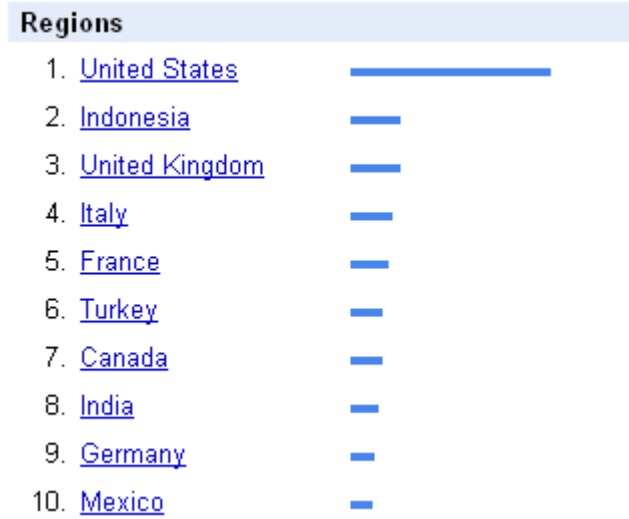 Regions
1. United States
2. Indonesia
3. United Kingdom
4. Italy
5. France
6. Turkey
7. Canada
8. India
9. Germany
10. Mexico